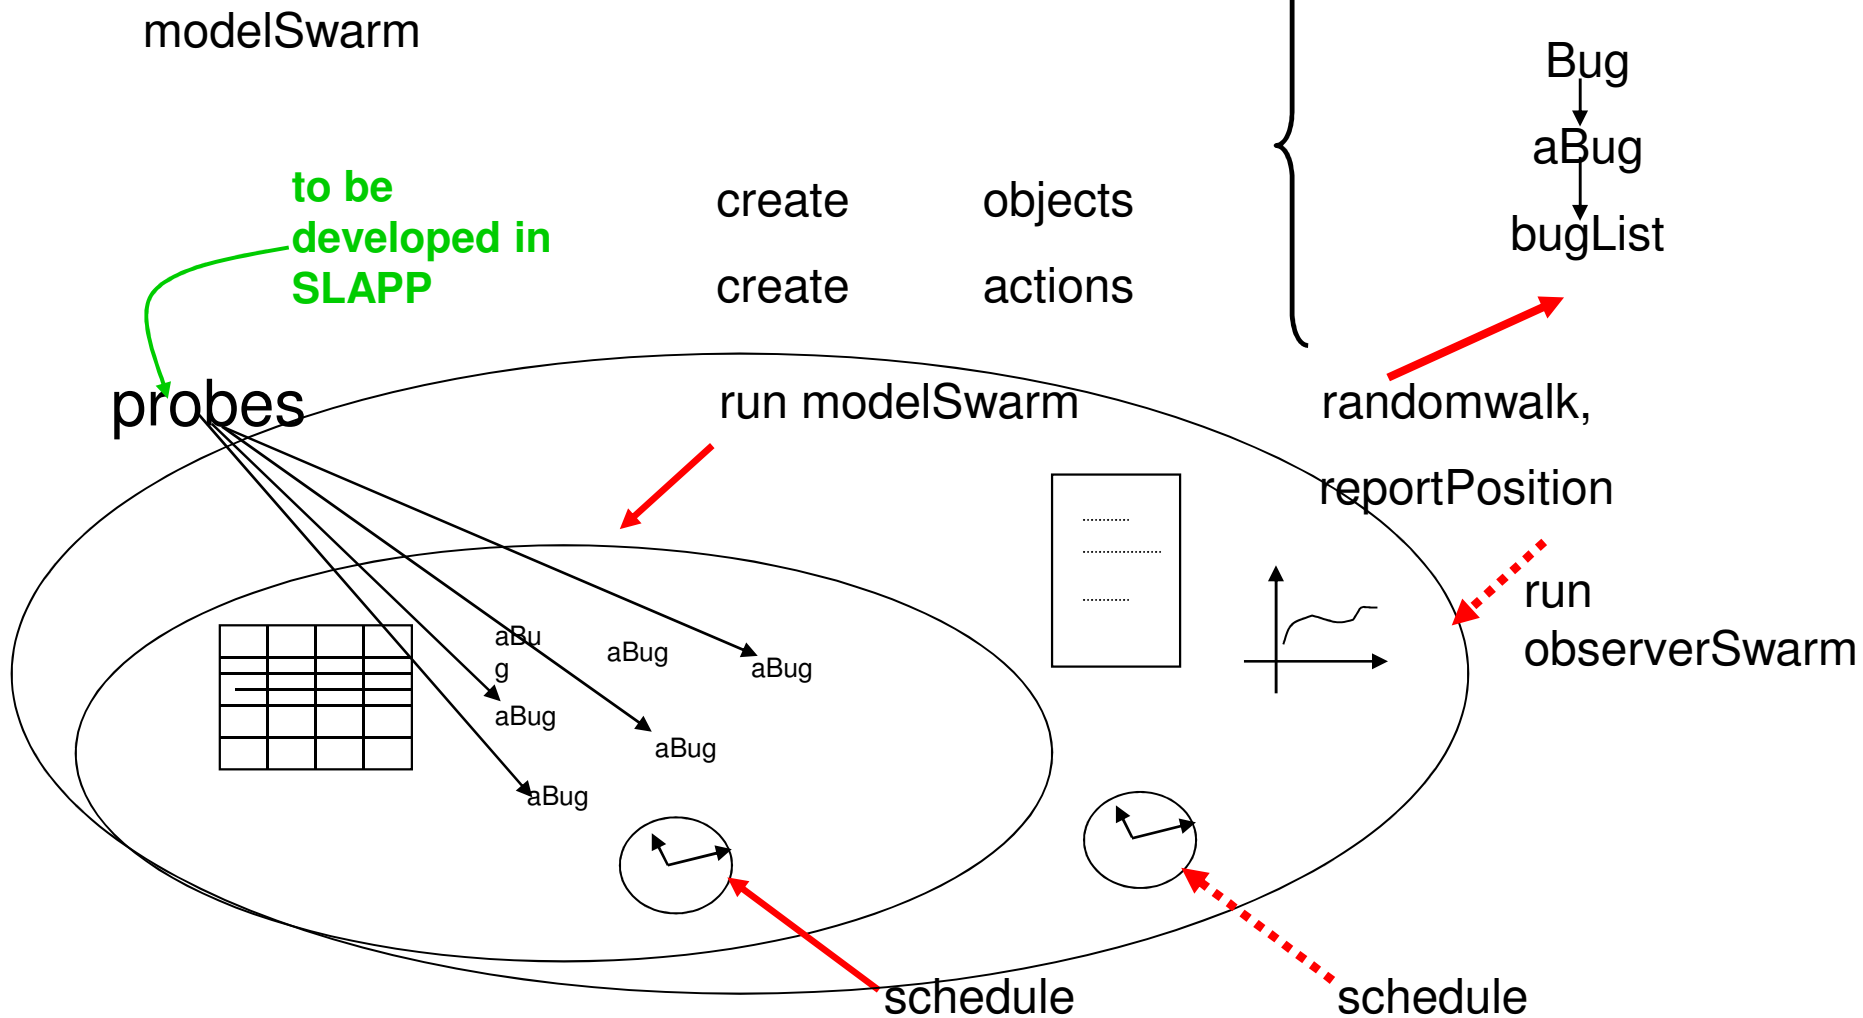 modelSwarm
Bug
aBug
bugList
to be
developed in
SLAPP
create objects
create actions
probes
run modelSwarm
randomwalk,
reportPosition
run
observerSwarm
aBu
g
aBug
aBug
aBug
aBug
aBug
schedule
schedule